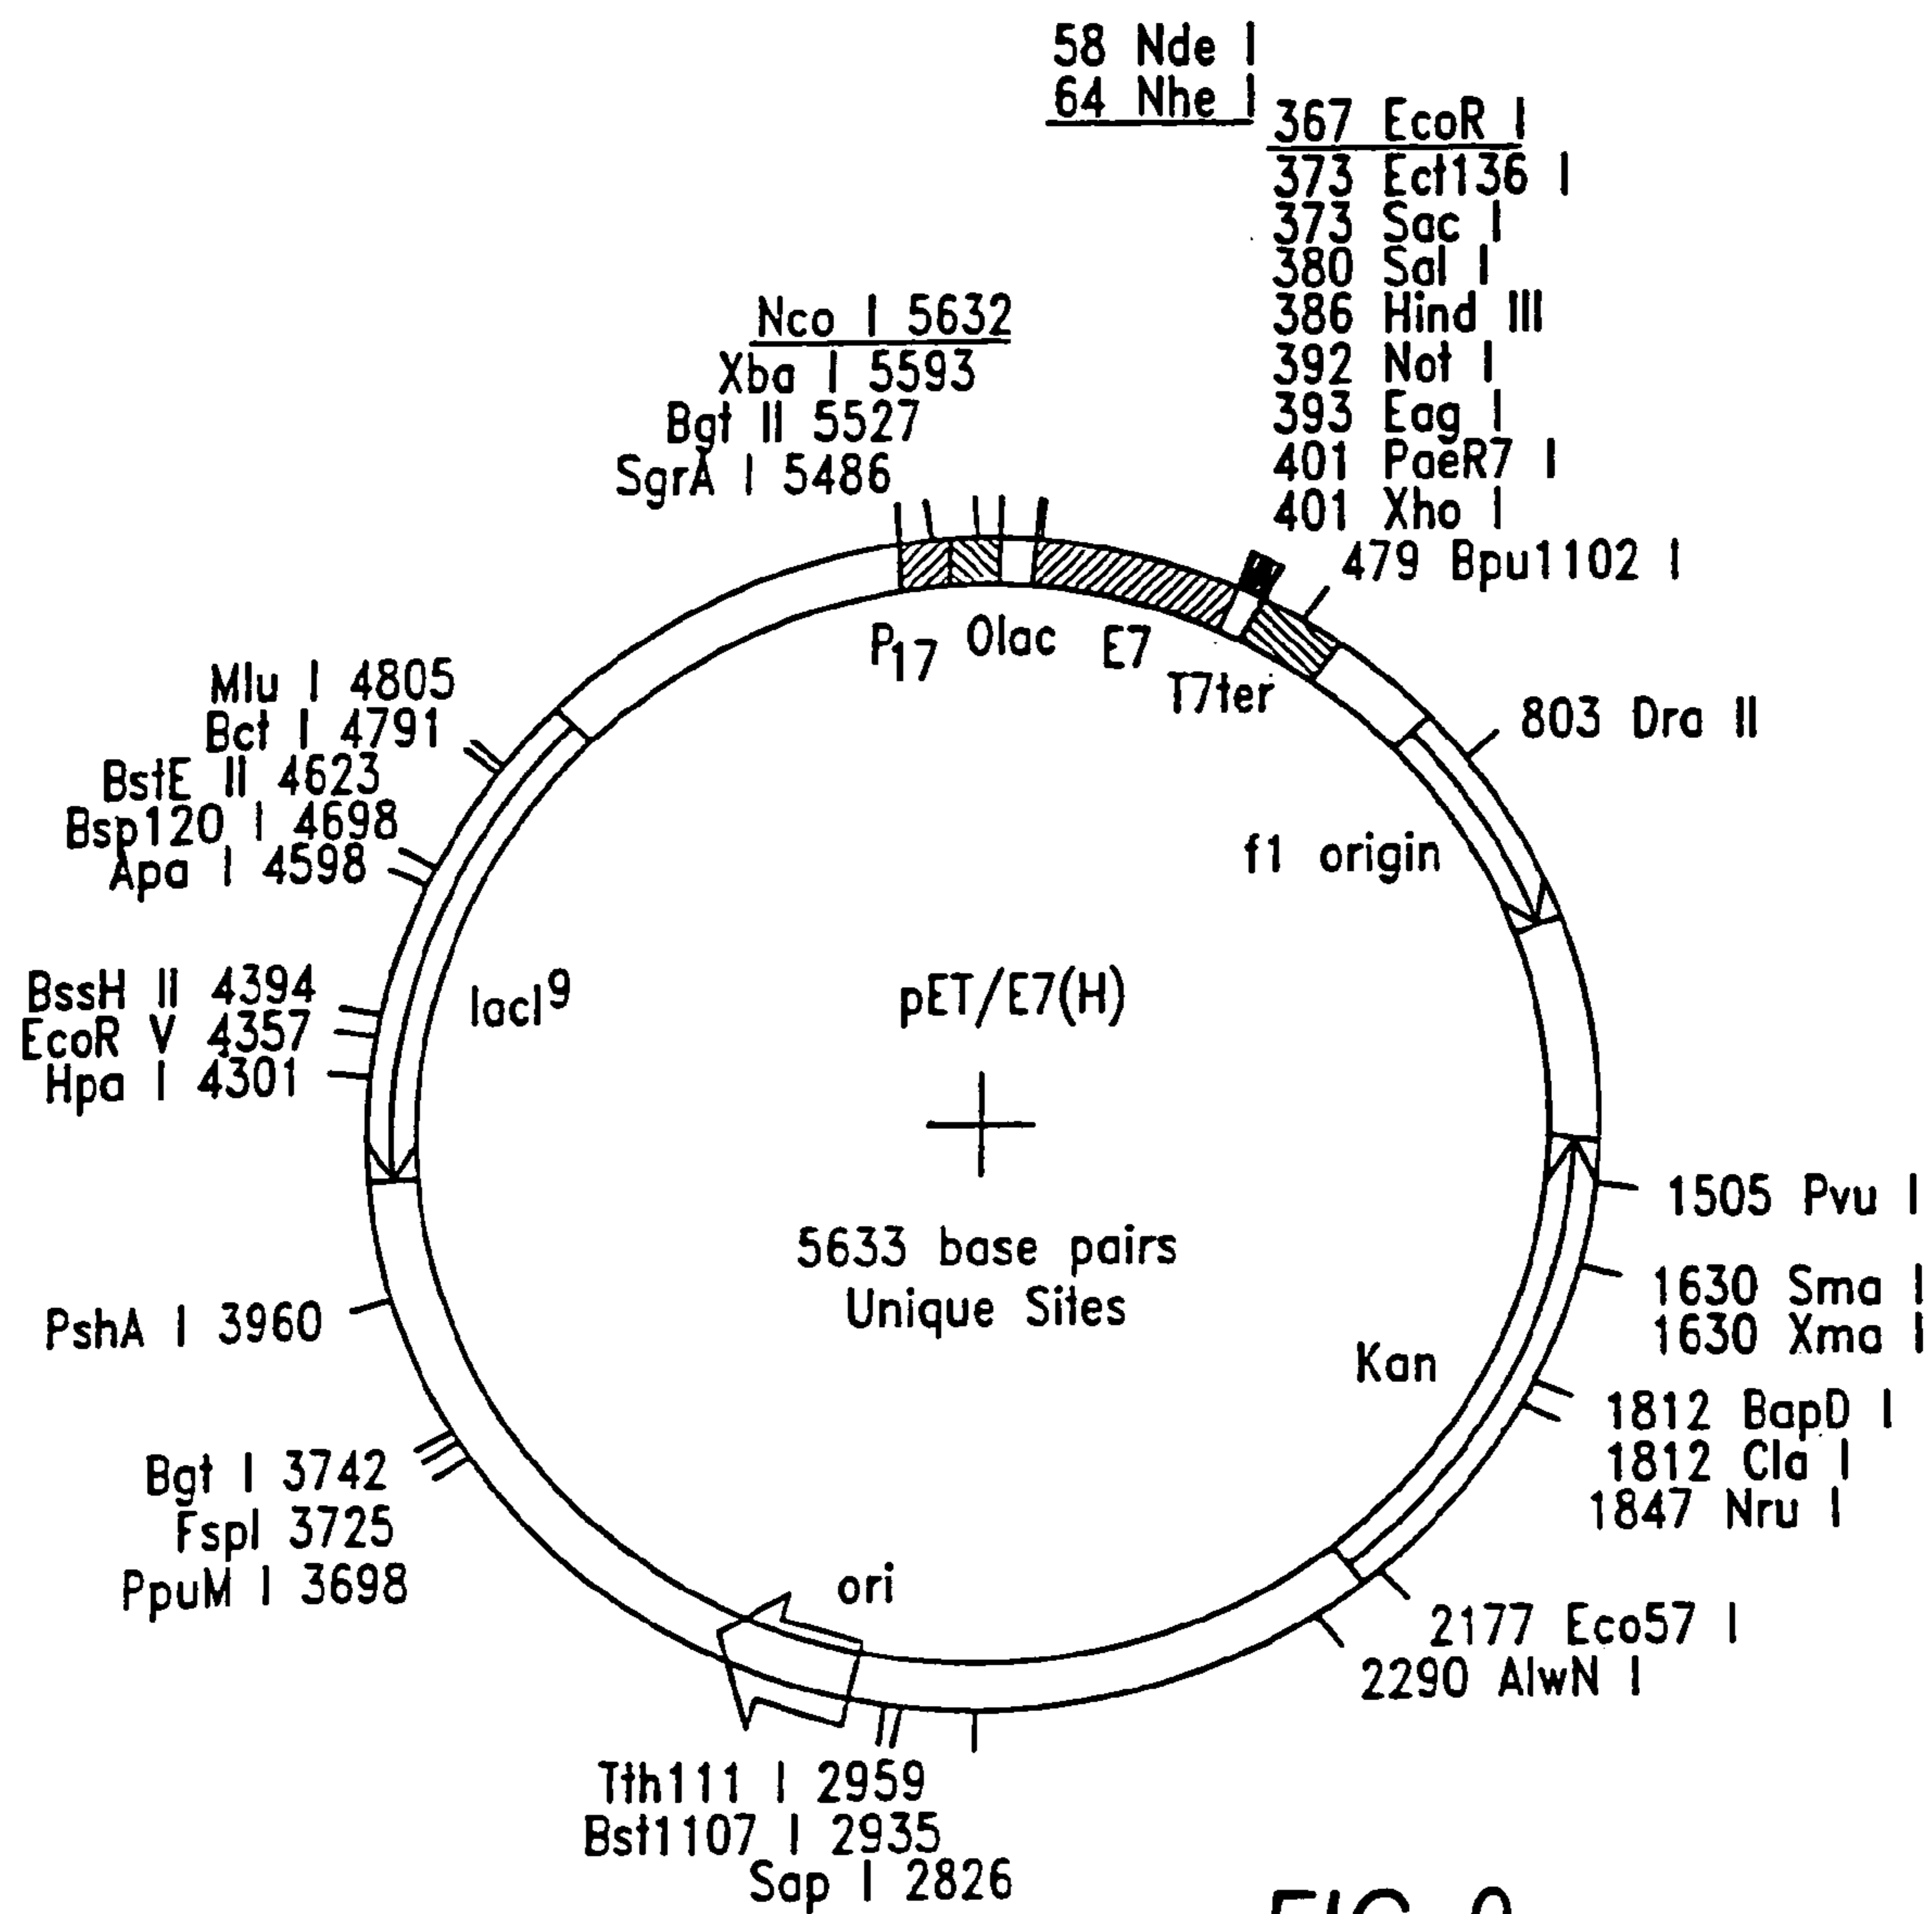 58 Nde I
64 Nhe I
367 EcoR I
373 Ect136 I
373 Sac I
380 Sal I
386 Hind III
392 Not I
393 Eag I
401 PaeR7 I
401 Xho I
479 Bpu1102 I
Nco I 5632
Xba I 5593
Bgt II 5527
SgrA I 5486
P17
Olac
E7
T7ter
803 Dra II
Mlu I 4805
Bct I 4791
BstE II 4623
Bsp120 I 4698
Apa I 4598
f1 origin
BssH II 4394
EcoR V 4357
Hpa I 4301
lacI9
pET/E7(H)
5633 base pairs
Unique Sites
1505 Pvu I
1630 Sma I
1630 Xma I
PshA I 3960
Kan
1812 BapD I
1812 Cla I
1847 Nru I
Bgt I 3742
FspI 3725
PpuM I 3698
ori
2177 Eco57 I
2290 AlwN I
Tth111 I 2959
Bst1107 I 2935
Sap I 2826